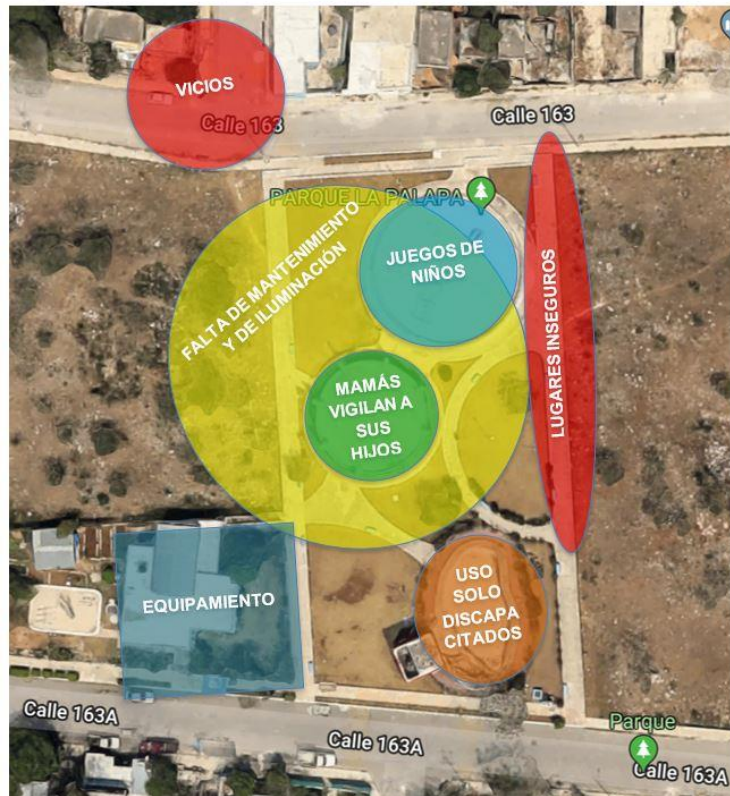 VICIOS
Calle 163
Calle 163
PARQUE LA PALAPA
JUEGOS DE
NIÑOS
FALTA DE MANTENIMIENTO
Y DE ILUMINACIÓN
LUGARES INSEGUROS
MAMÁS
VIGILAN A
SUS
HIJOS
EQUIPAMIENTO
USO
SOLO
DISCAPA
CITADOS
Calle 163A
Calle 163A
Parque
Calle 163A